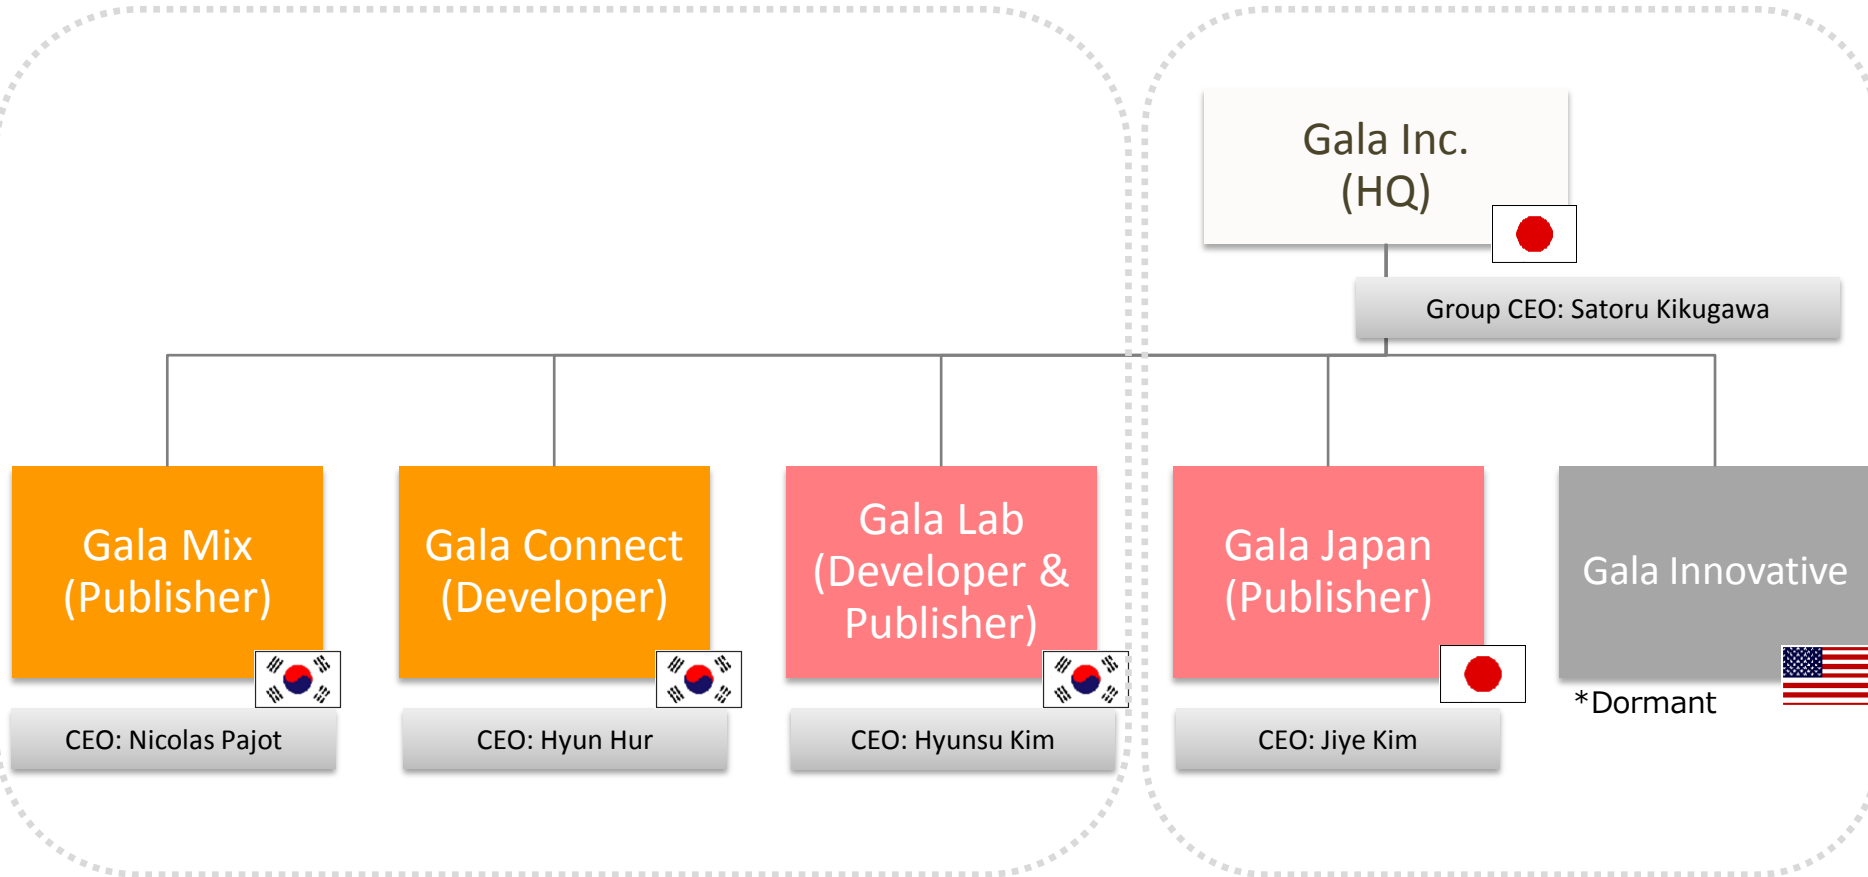 Gala Inc.
(HQ)
Group CEO: Satoru Kikugawa
Gala Mix
(Publisher)
CEO: Nicolas Pajot
Gala Connect
(Developer)
CEO: Hyun Hur
Gala Lab
(Developer &
Publisher)
CEO: Hyunsu Kim
Gala Japan
(Publisher)
CEO: Jiye Kim
Gala Innovative
*Dormant